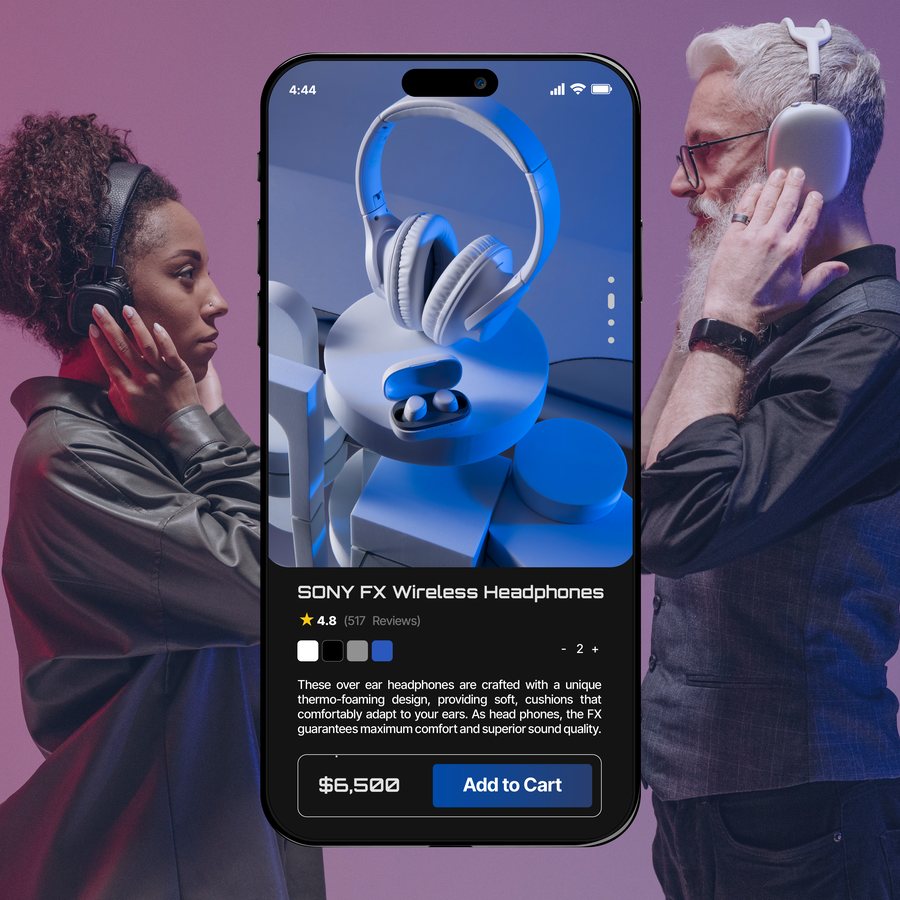 4:44
SONY FX Wireless Headphones
4.8 (517 Reviews)
- 2 +
These over ear headphones are crafted with a unique
thermo-foaming design, providing soft, cushions that
comfortably adapt to your ears. As head phones, the FX
guarantees maximum comfort and superior sound quality.
$6,500
Add to Cart